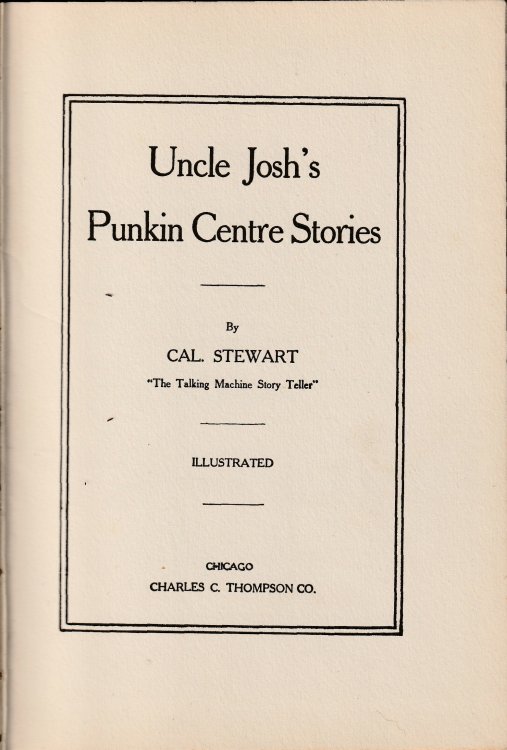 Uncle Josh's
Punkin Centre Stories
By
CAL. STEWART
"The Talking Machine Story Teller"
ILLUSTRATED
CHICAGO
CHARLES C. THOMPSON CO.